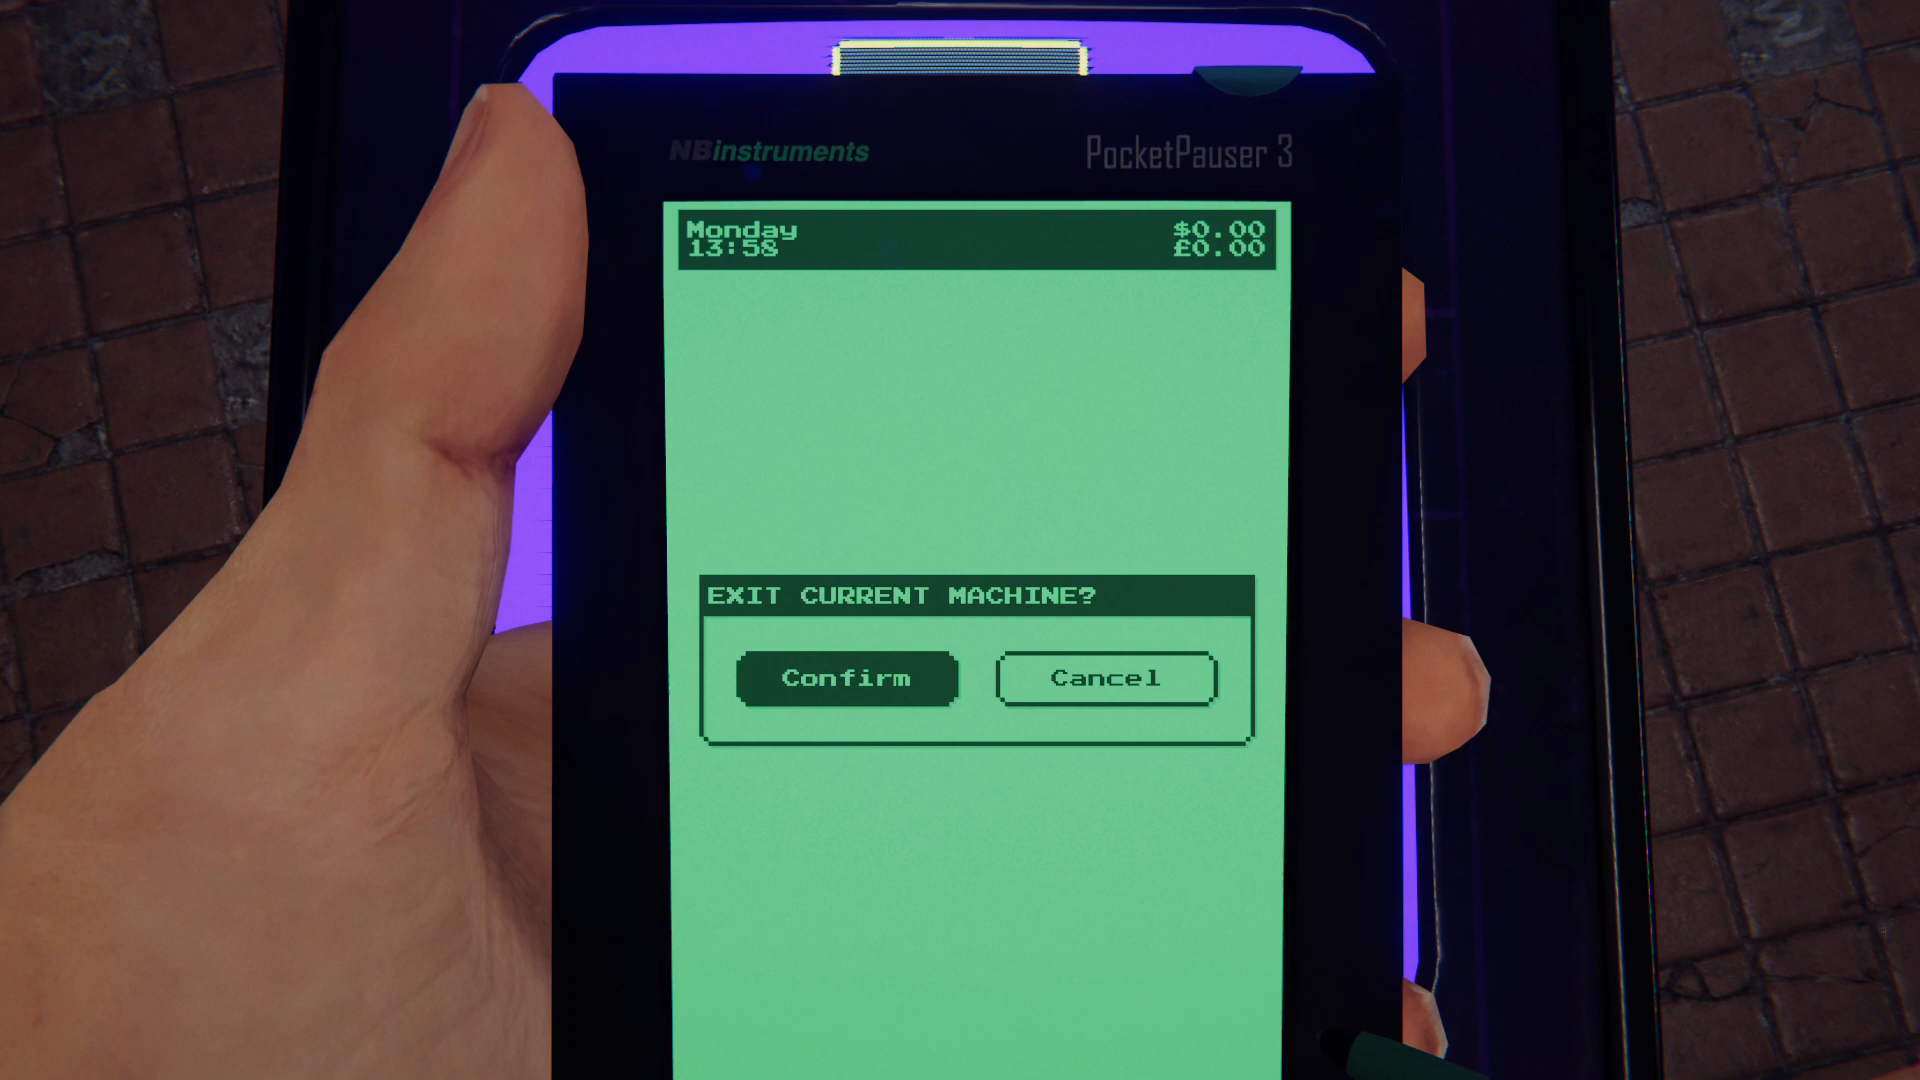 NBinstruments
PocketPauser 3
Monday
13:58
$0.00
£0.00
EXIT CURRENT MACHINE?
Confirm
Cancel